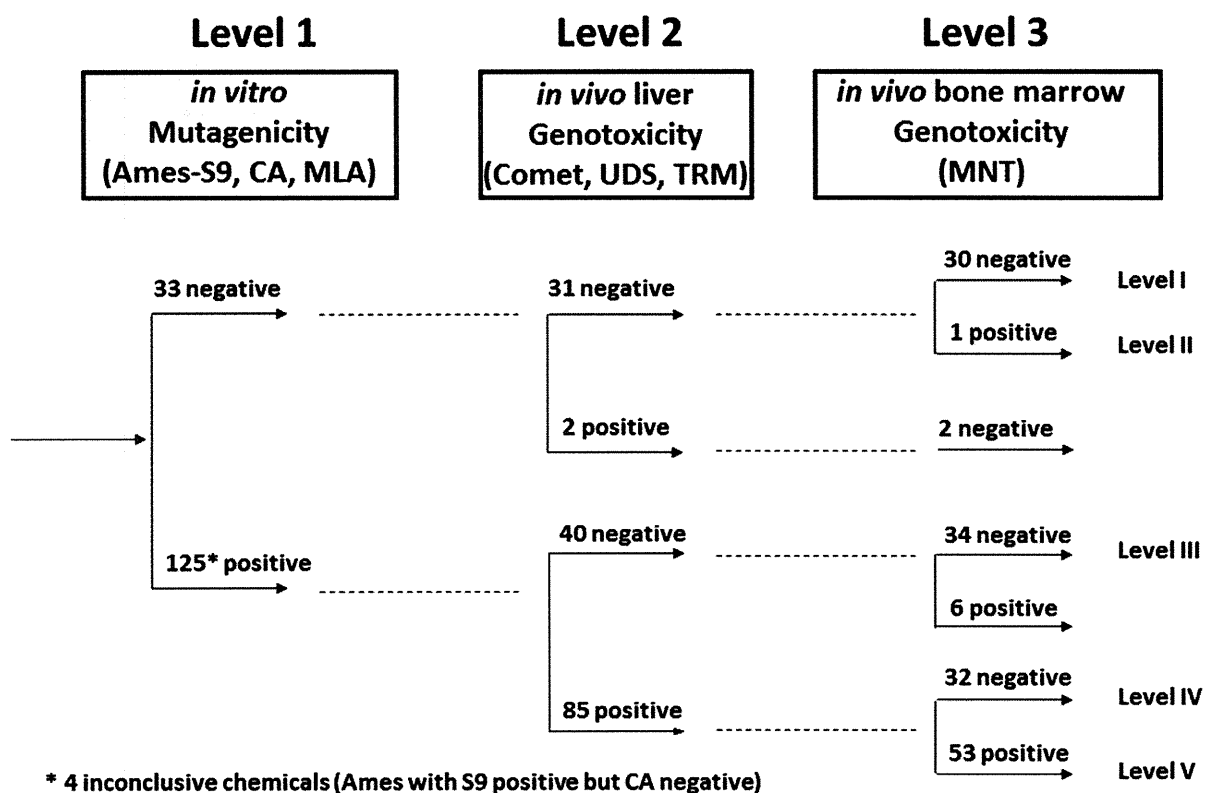 Level 1
Level 2
Level 3
in vitro
Mutagenicity
(Ames-S9, CA, MLA)
in vivo liver
Genotoxicity
(Comet, UDS, TRM)
in vivo bone marrow
Genotoxicity
(MNT)
33 negative
31 negative
30 negative
Level I
1 positive
Level II
2 positive
2 negative
125* positive
40 negative
34 negative
Level III
6 positive
85 positive
32 negative
Level IV
53 positive
Level V
* 4 inconclusive chemicals (Ames with S9 positive but CA negative)